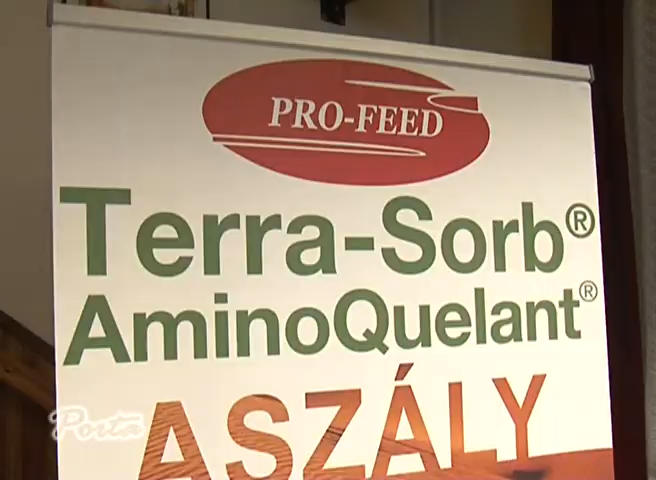 PRO-FEED
Terra-Sorb®
AminoQuelant®
ASZÁLY
Porta